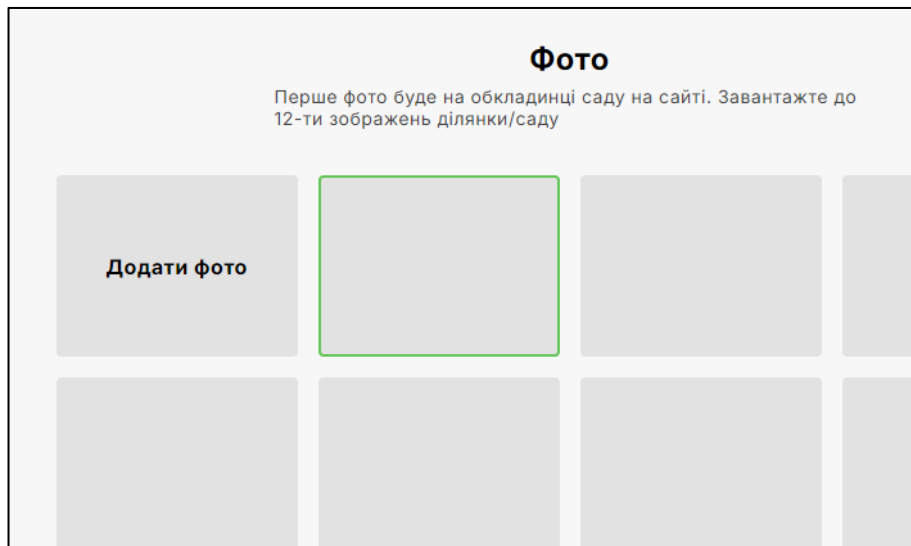 Фото
Перше фото буде на обкладинці саду на сайті. Завантажте до
12-ти зображень ділянки/саду
Додати фото